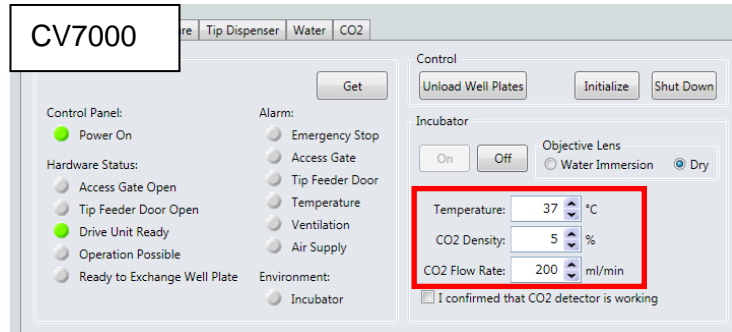 CV7000
re Tip Dispenser Water CO2
Get
Control Panel:
Power On
Hardware Status:
Access Gate Open
Tip Feeder Door Open
Drive Unit Ready
Operation Possible
Ready to Exchange Well Plate
Alarm:
Emergency Stop
Access Gate
Tip Feeder Door
Temperature
Ventilation
Air Supply
Environment:
Incubator
Control
Unload Well Plates Initialize Shut Down
Incubator
On Off
Objective Lens
Water Immersion Dry
Temperature: 37 °C
CO2 Density: 5 %
CO2 Flow Rate: 200 ml/min
I confirmed that CO2 detector is working